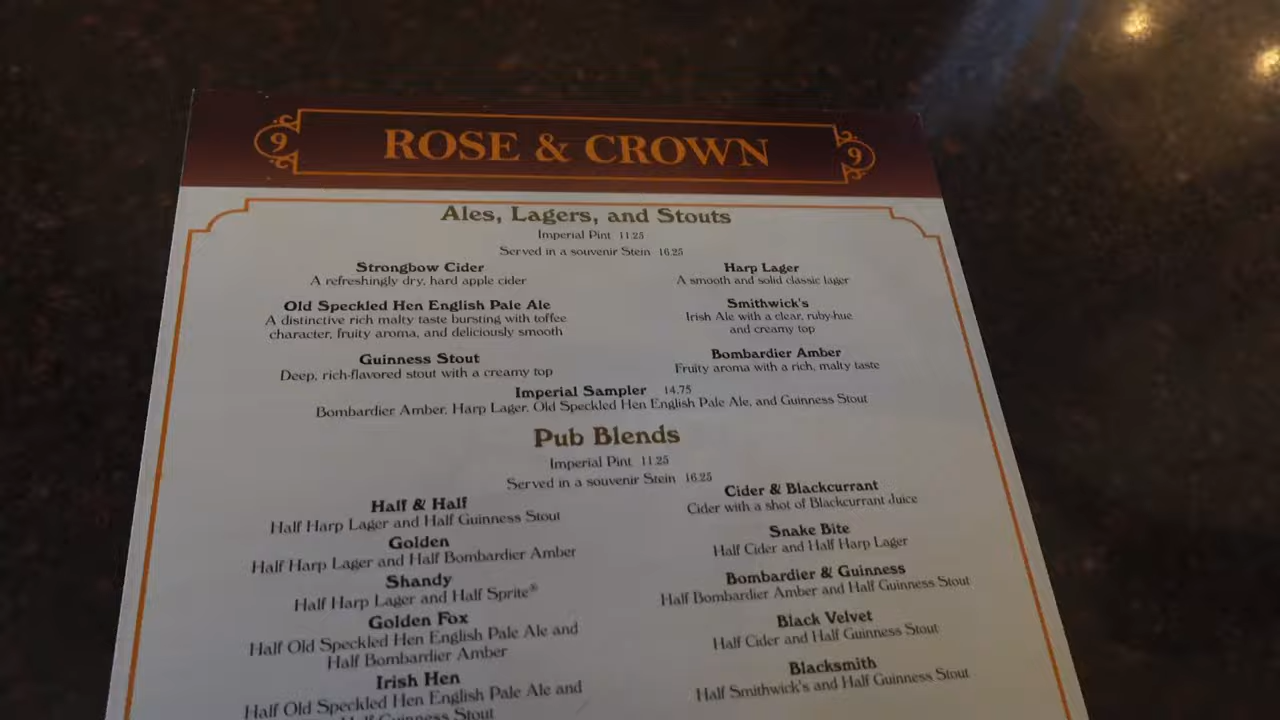 9 ROSE & CROWN 9
Ales, Lagers, and Stouts
Imperial Pint 11.25
Served in a souvenir Stein 16.25
Strongbow Cider
A refreshingly dry, hard apple cider
Harp Lager
A smooth and solid classic lager
Old Speckled Hen English Pale Ale
A distinctive rich malty taste bursting with toffee
character, fruity aroma, and deliciously smooth
Smithwick's
Irish Ale with a clear, ruby-hue
and creamy top
Guinness Stout
Deep, rich-flavored stout with a creamy top
Bombardier Amber
Fruity aroma with a rich, malty taste
Imperial Sampler 14.75
Bombardier Amber, Harp Lager, Old Speckled Hen English Pale Ale, and Guinness Stout
Pub Blends
Imperial Pint 11.25
Served in a souvenir Stein 16.25
Half & Half
Half Harp Lager and Half Guinness Stout
Golden
Half Harp Lager and Half Bombardier Amber
Shandy
Half Harp Lager and Half Sprite®
Golden Fox
Half Old Speckled Hen English Pale Ale and
Half Bombardier Amber
Irish Hen
Half Old Speckled Hen English Pale Ale and
Half Guinness Stout
Cider & Blackcurrant
Cider with a shot of Blackcurrant Juice
Snake Bite
Half Cider and Half Harp Lager
Bombardier & Guinness
Half Bombardier Amber and Half Guinness Stout
Black Velvet
Half Cider and Half Guinness Stout
Blacksmith
Half Smithwick's and Half Guinness Stout